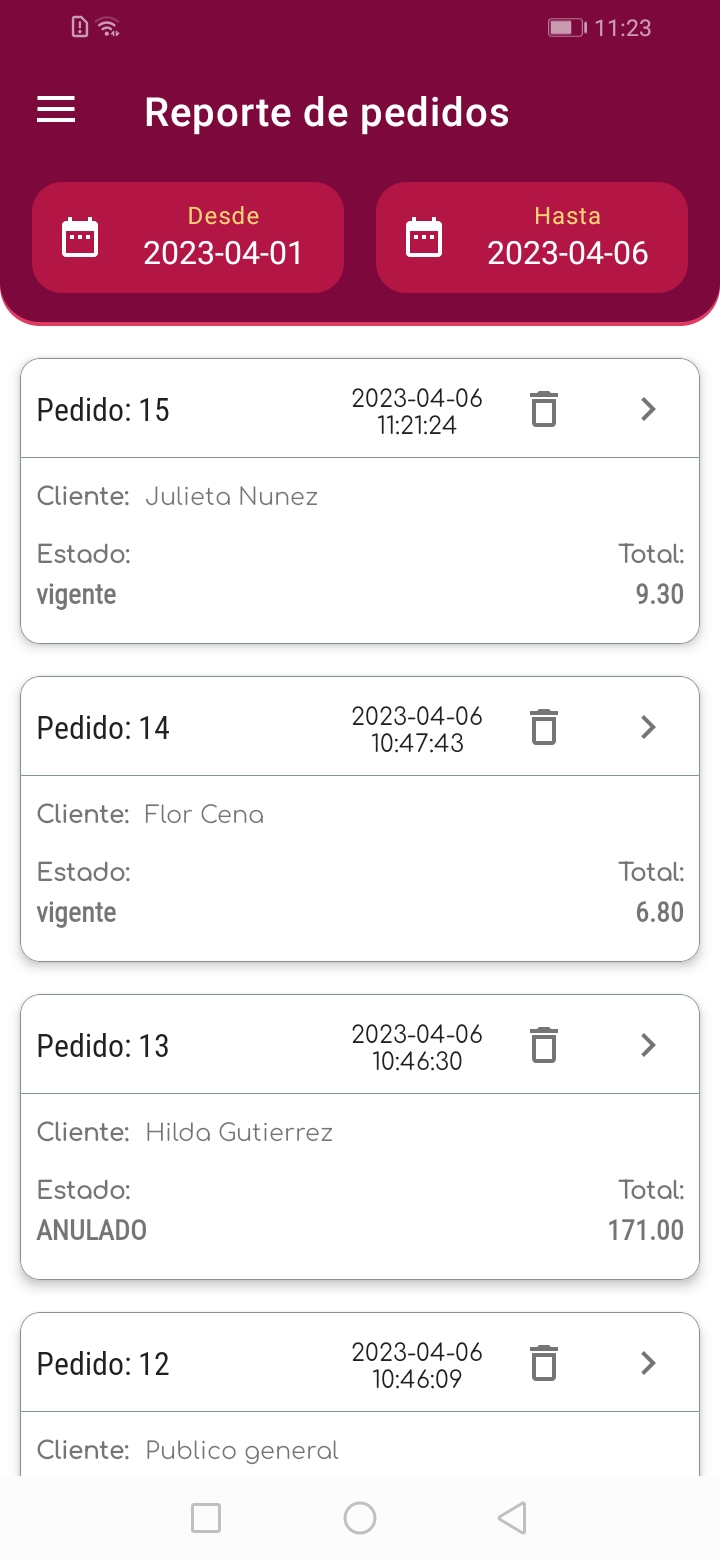 11:23
Reporte de pedidos
Desde
2023-04-01
Hasta
2023-04-06
Pedido: 15
2023-04-06
11:21:24
Cliente: Julieta Nunez
Estado:
Total:
vigente
9.30
Pedido: 14
2023-04-06
10:47:43
Cliente: Flor Cena
Estado:
Total:
vigente
6.80
Pedido: 13
2023-04-06
10:46:30
Cliente: Hilda Gutierrez
Estado:
Total:
ANULADO
171.00
Pedido: 12
2023-04-06
10:46:09
Cliente: Publico general